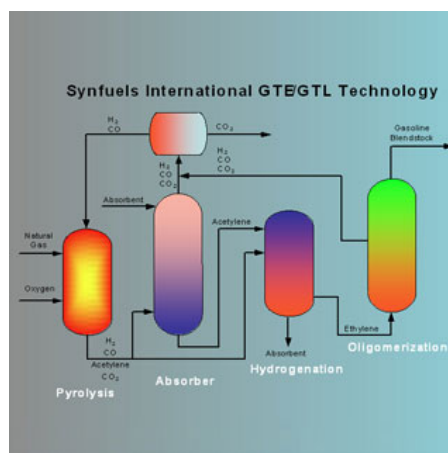 Synfuels International GTE/GTL Technology
H₂
CO
CO₂
Gasoline
Blendstock
H₂
CO
CO₂
H₂
CO
CO₂
Absorbent
Acetylene
Natural
Gas
Oxygen
H₂
CO
Acetylene
CO₂
Absorbent
Ethylene
Pyrolysis
Absorber
Hydrogenation
Oligomerization